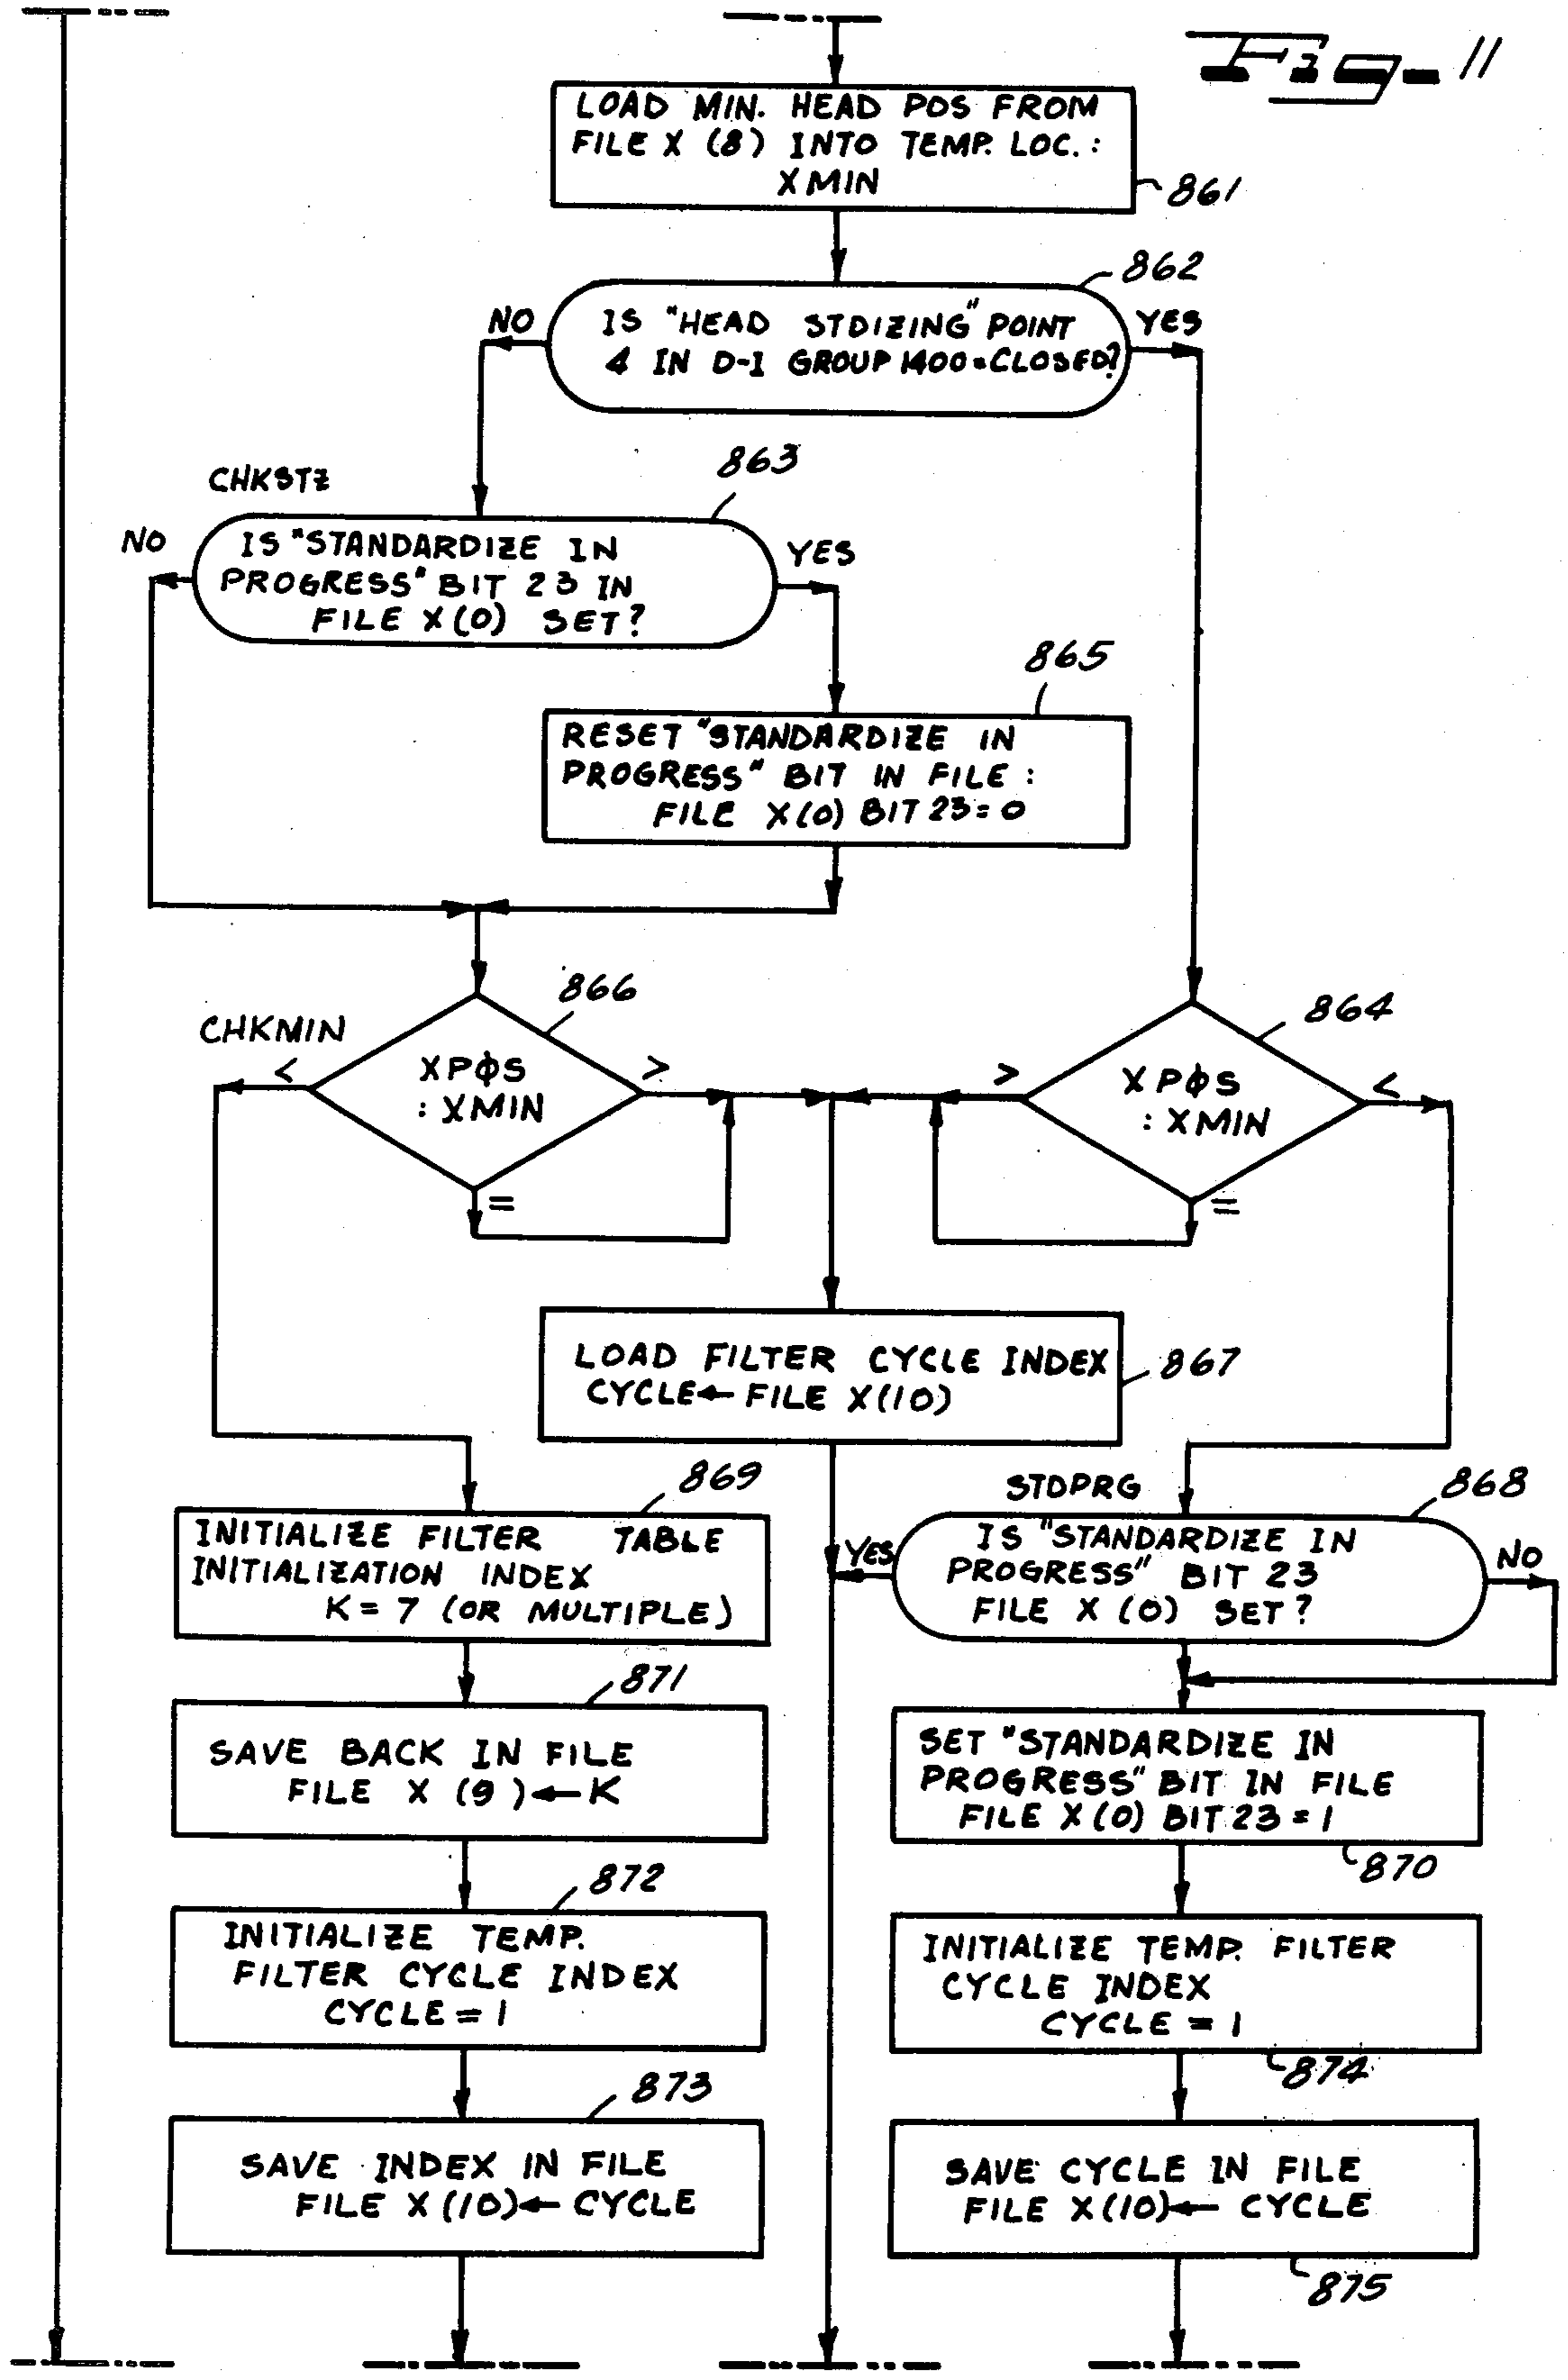 Fig. 11
LOAD MIN. HEAD POS FROM
FILE X (8) INTO TEMP. LOC. :
XMIN
861
862
NO
IS "HEAD STDIZING" POINT
4 IN D-I GROUP 1400=CLOSED?
YES
CHKSTZ
863
NO
IS "STANDARDIZE IN
PROGRESS" BIT 23 IN
FILE X(0) SET?
YES
865
RESET "STANDARDIZE IN
PROGRESS" BIT IN FILE :
FILE X(0) BIT 23=0
866
CHKMIN
<
XPϕS
: XMIN
>
=
864
>
XPϕS
: XMIN
<
=
LOAD FILTER CYCLE INDEX
CYCLE← FILE X(10)
867
869
INITIALIZE FILTER TABLE
INITIALIZATION INDEX
K = 7 (OR MULTIPLE)
STDPRG
868
YES
IS "STANDARDIZE IN
PROGRESS" BIT 23
FILE X (0) SET?
NO
871
SAVE BACK IN FILE
FILE X (9)←K
SET "STANDARDIZE IN
PROGRESS" BIT IN FILE
FILE X(0) BIT 23 = 1
870
872
INITIALIZE TEMP.
FILTER CYCLE INDEX
CYCLE = 1
INITIALIZE TEMP. FILTER
CYCLE INDEX
CYCLE = 1
874
873
SAVE INDEX IN FILE
FILE X(10)← CYCLE
SAVE CYCLE IN FILE
FILE X(10)← CYCLE
875